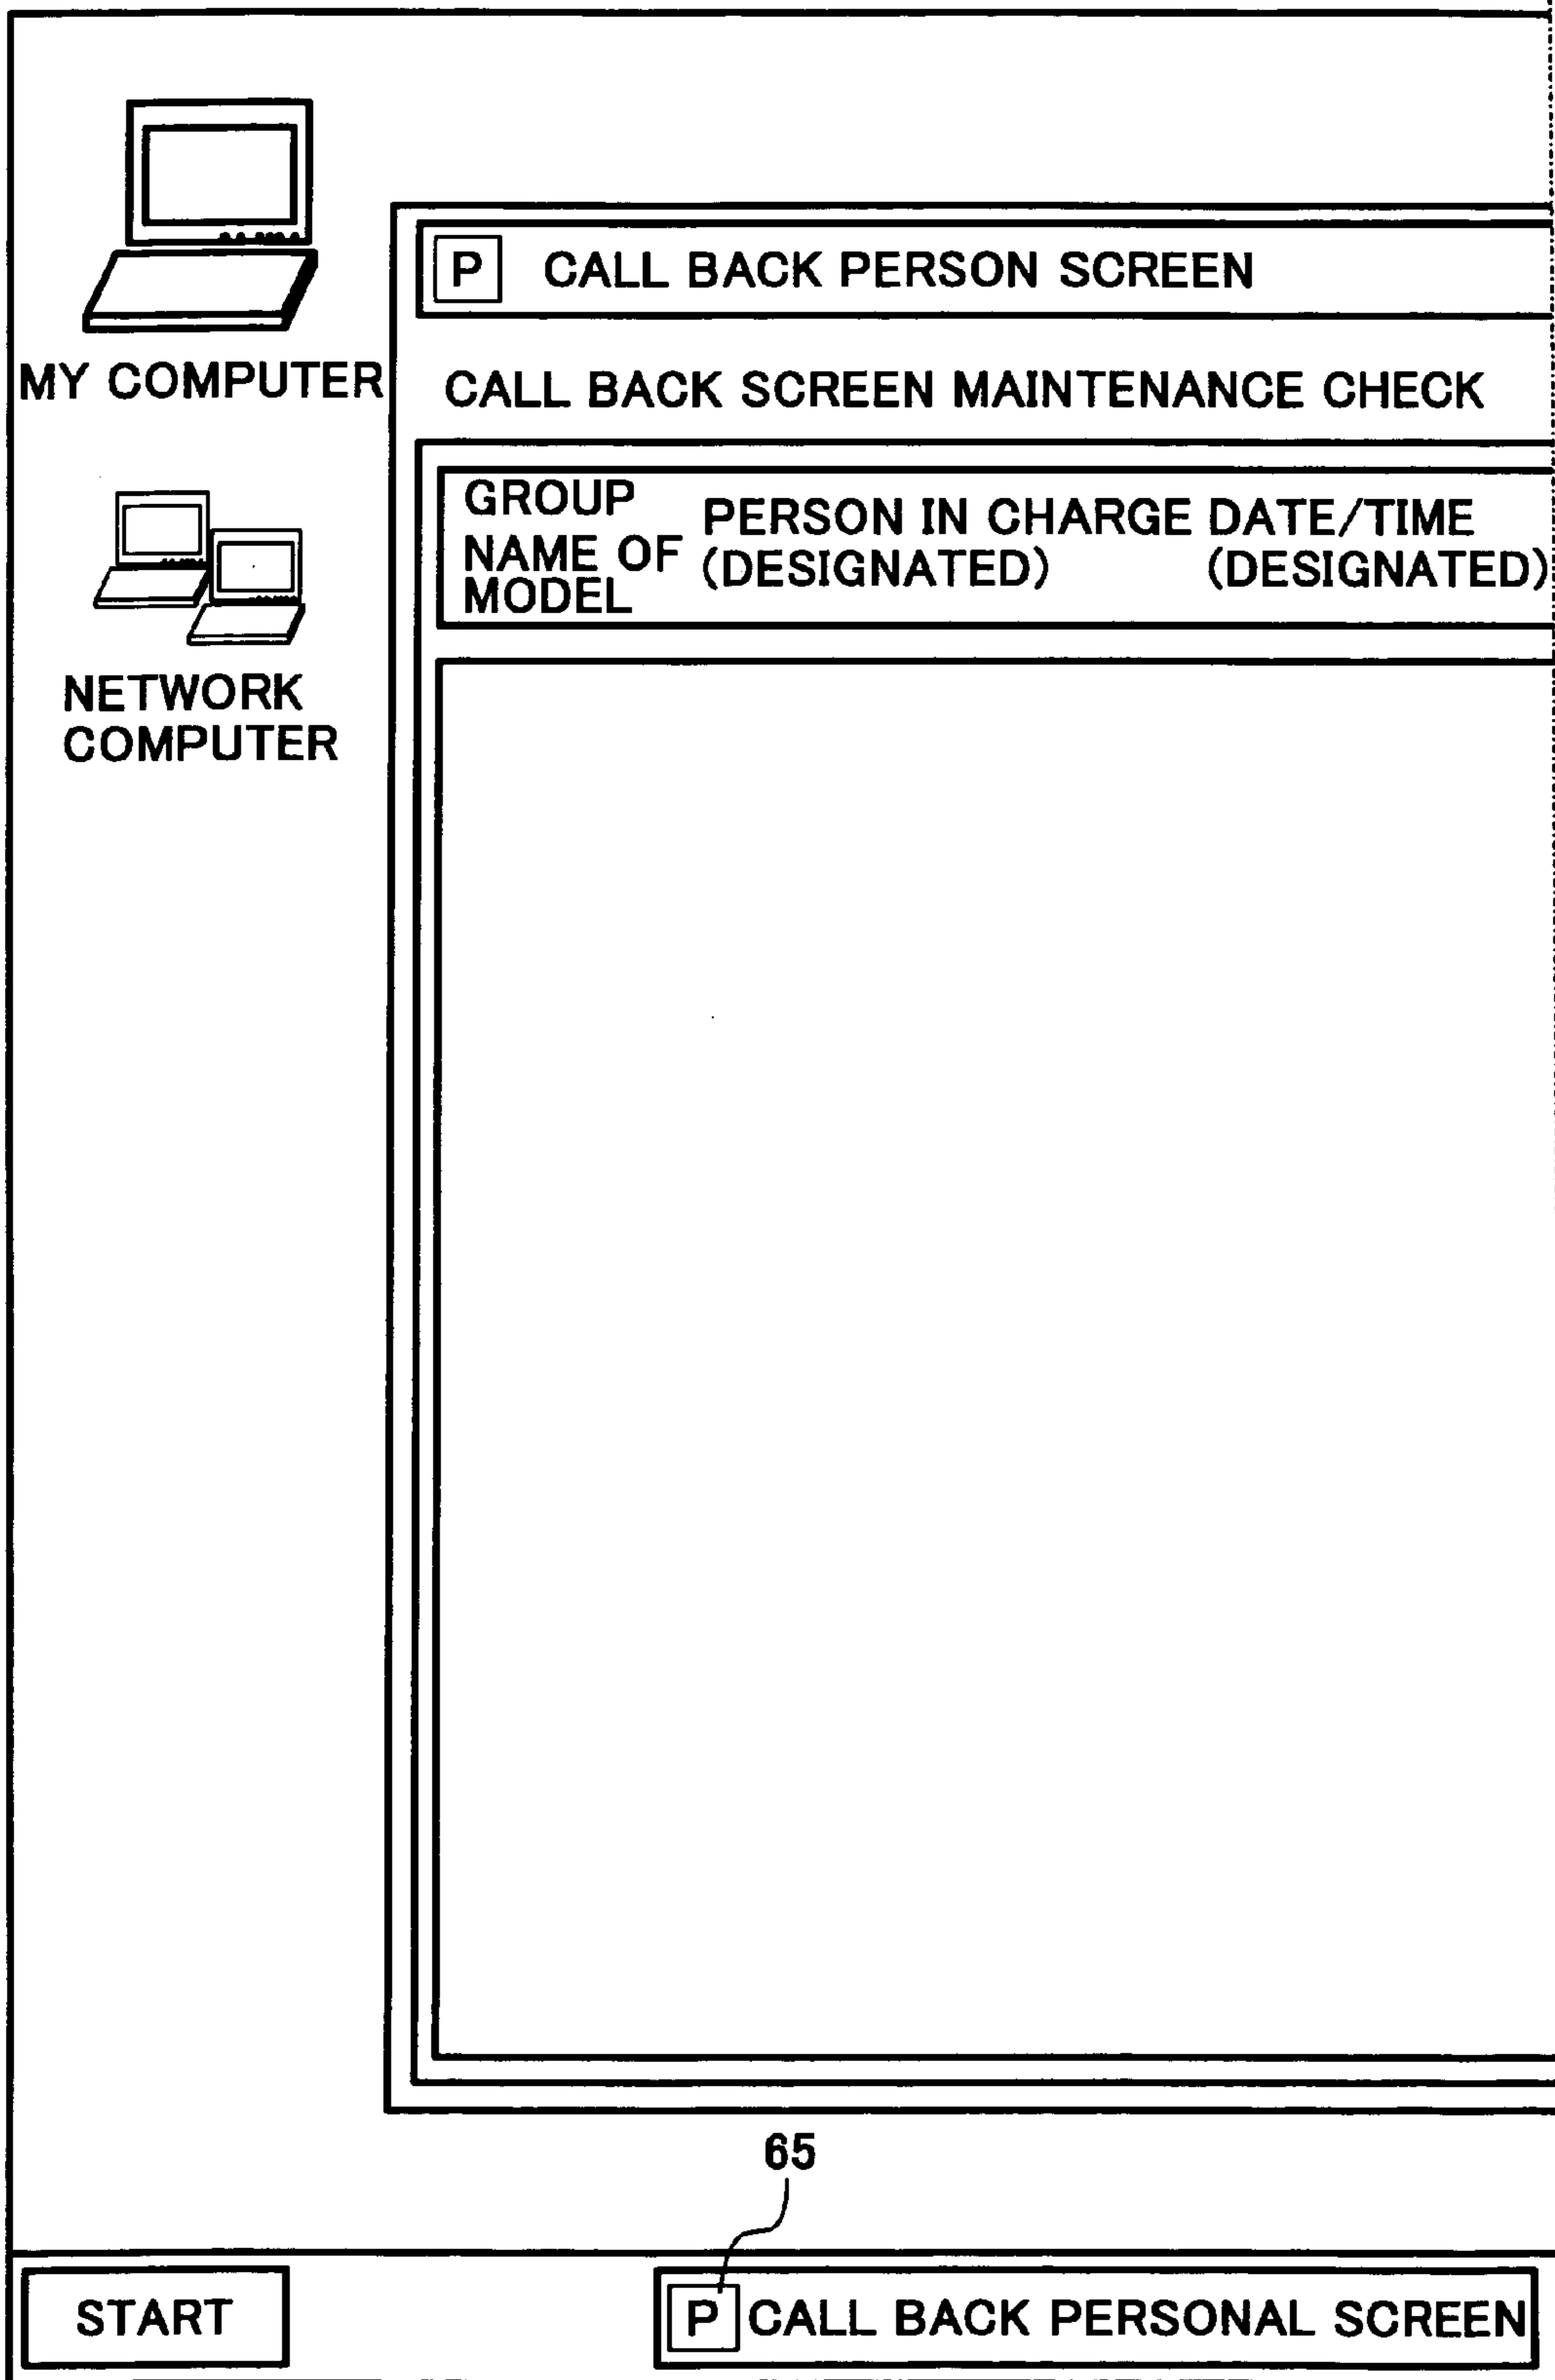 P CALL BACK PERSON SCREEN
MY COMPUTER
CALL BACK SCREEN MAINTENANCE CHECK
GROUP
NAME OF
MODEL
PERSON IN CHARGE
(DESIGNATED)
DATE/TIME
(DESIGNATED)
NETWORK
COMPUTER
65
START
P CALL BACK PERSONAL SCREEN